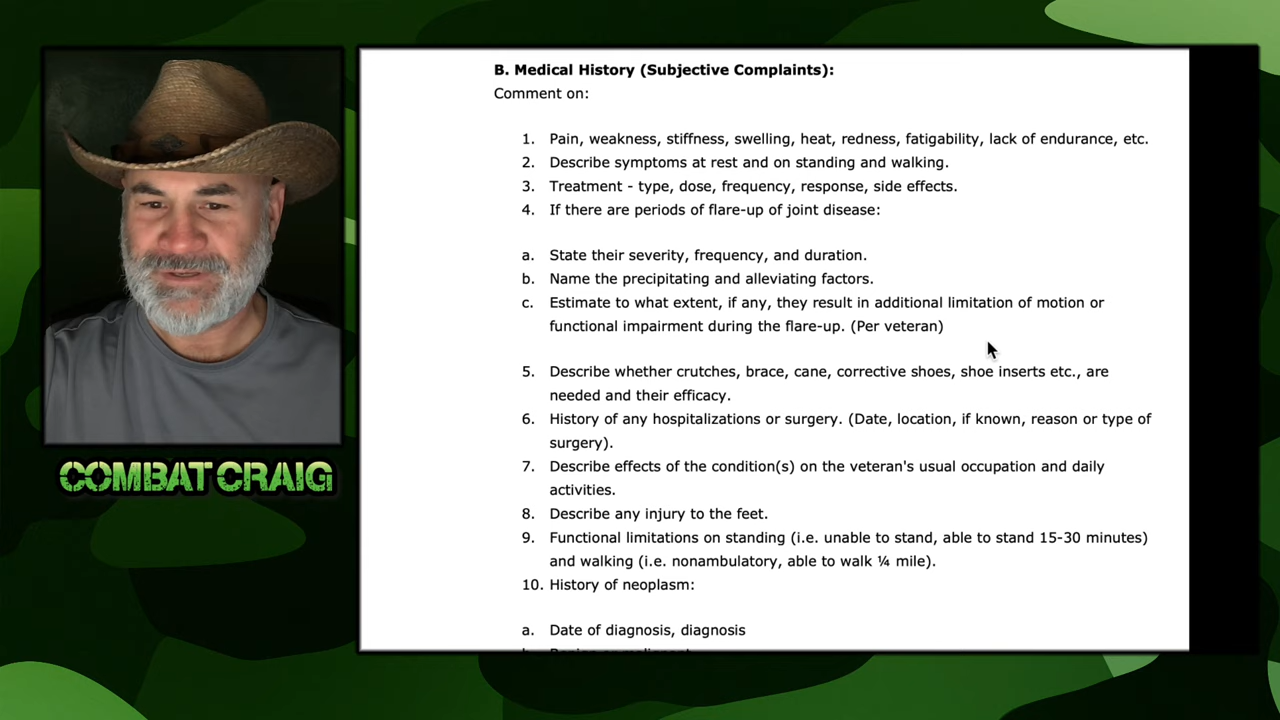 B. Medical History (Subjective Complaints):
Comment on:
1. Pain, weakness, stiffness, swelling, heat, redness, fatigability, lack of endurance, etc.
2. Describe symptoms at rest and on standing and walking.
3. Treatment - type, dose, frequency, response, side effects.
4. If there are periods of flare-up of joint disease:
a. State their severity, frequency, and duration.
b. Name the precipitating and alleviating factors.
c. Estimate to what extent, if any, they result in additional limitation of motion or
functional impairment during the flare-up. (Per veteran)
5. Describe whether crutches, brace, cane, corrective shoes, shoe inserts etc., are
needed and their efficacy.
6. History of any hospitalizations or surgery. (Date, location, if known, reason or type of
surgery).
7. Describe effects of the condition(s) on the veteran's usual occupation and daily
activities.
8. Describe any injury to the feet.
9. Functional limitations on standing (i.e. unable to stand, able to stand 15-30 minutes)
and walking (i.e. nonambulatory, able to walk ¼ mile).
10. History of neoplasm:
a. Date of diagnosis, diagnosis
COMBAT CRAIG